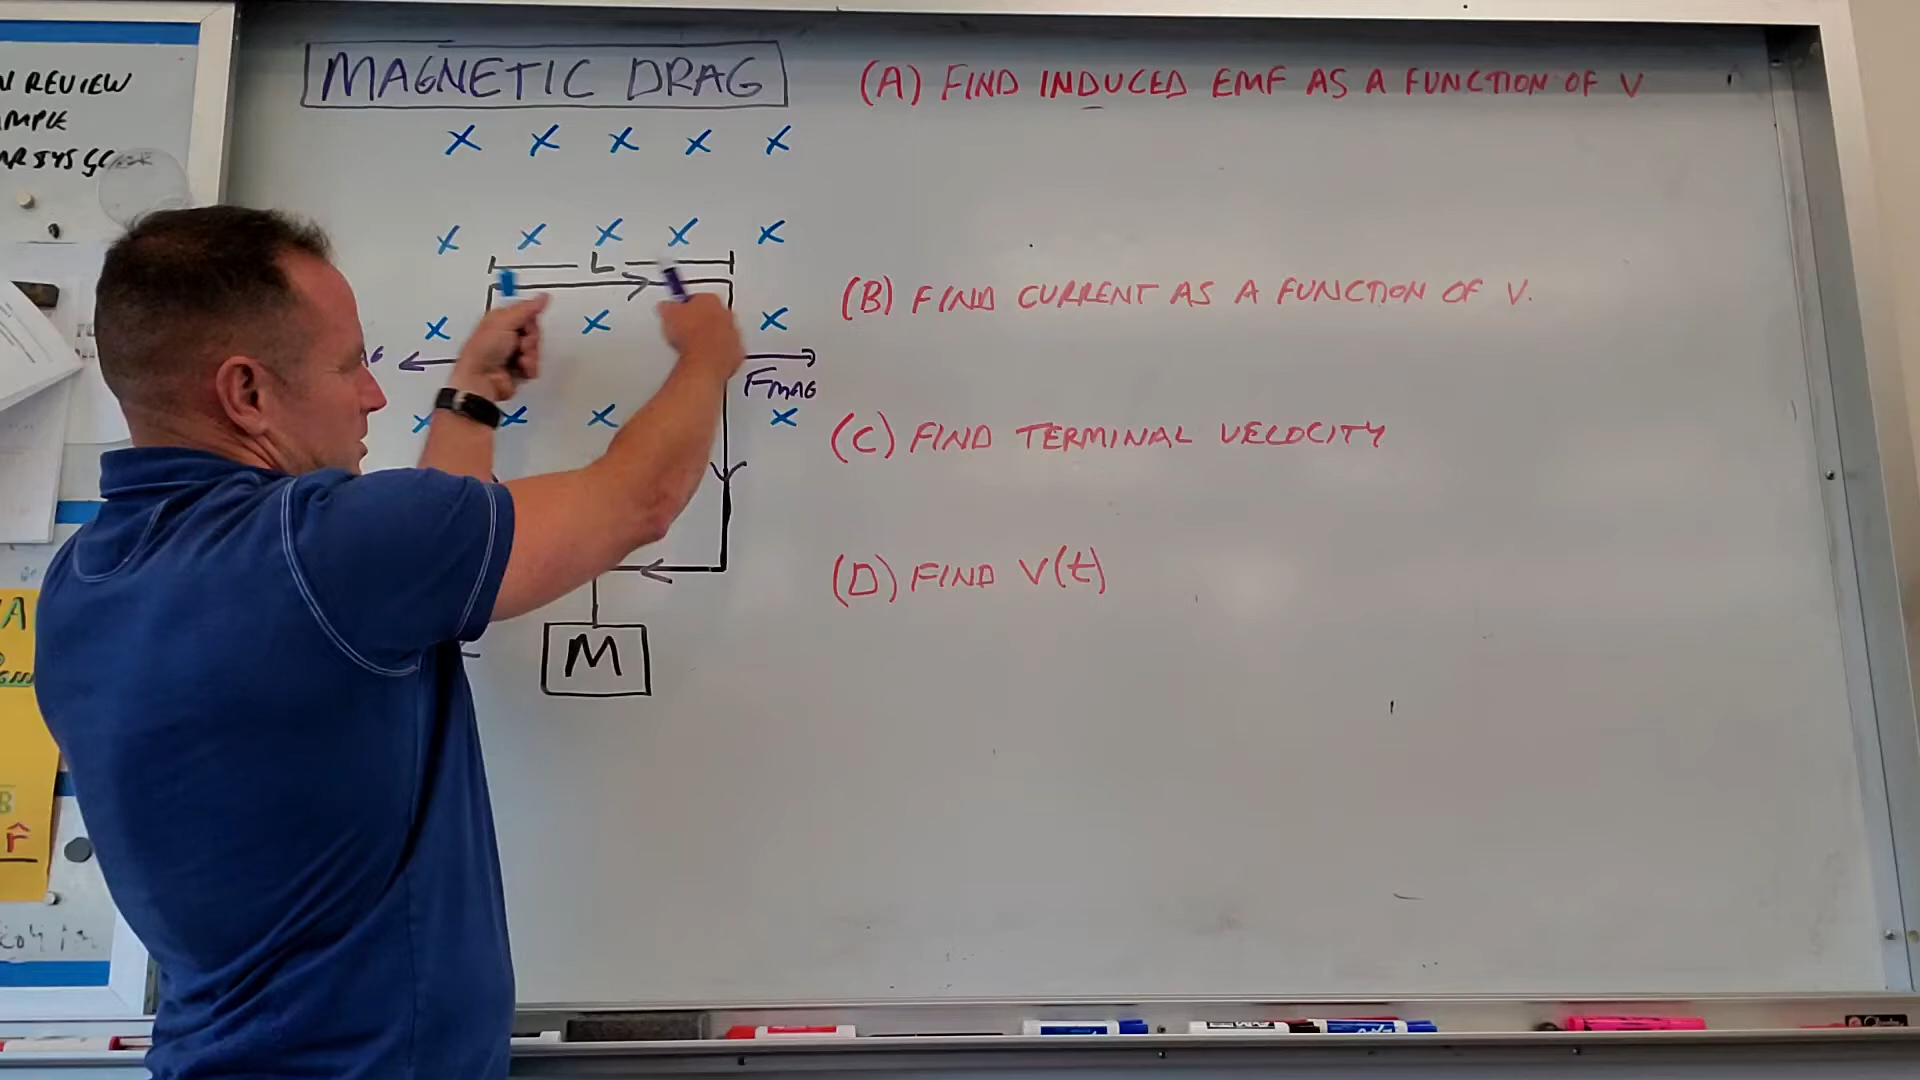 N REVIEW
MAGNETIC DRAG
(A) FIND INDUCED EMF AS A FUNCTION OF V
L
(B) FIND CURRENT AS A FUNCTION OF V.
FMAG
(C) FIND TERMINAL VELOCITY
(D) FIND V(t)
M
A
B
r̂